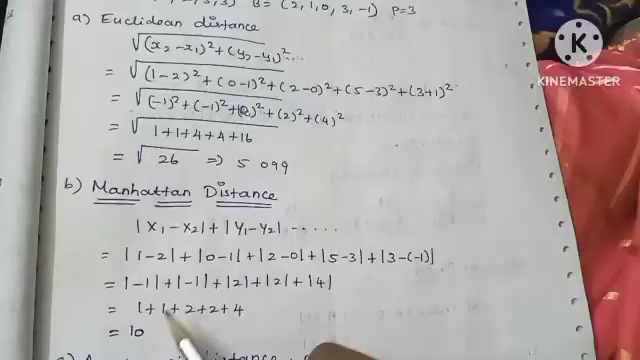 B = (2, 1, 0, 3, -1) P=3
a) Euclidean distance
√(x₂-x₁)²+(y₂-y₁)²...
= √(1-2)²+(0-1)²+(2-0)²+(5-3)²+(3+1)²
= √(-1)²+(-1)²+(2)²+(2)²+(4)²
= √1+1+4+4+16
= √26 => 5.099
b) Manhattan Distance
|x₁-x₂|+|y₁-y₂|.....
= |1-2|+|0-1|+|2-0|+|5-3|+|3-(-1)|
= |-1|+|-1|+|2|+|2|+|4|
= 1+1+2+2+4
= 10
KINEMASTER